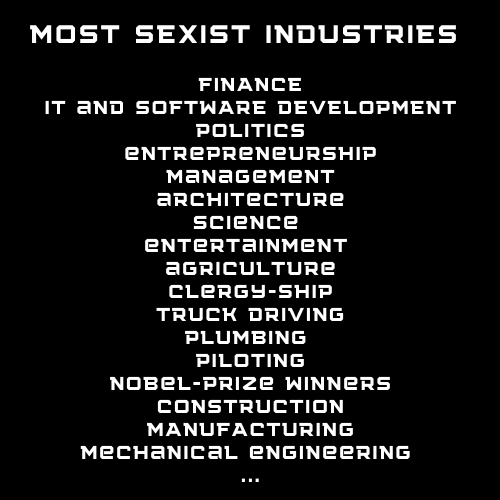 MOST SEXIST INDUSTRIES
FINANCE
IT AND SOFTWARE DEVELOPMENT
POLITICS
ENTREPRENEURSHIP
MANAGEMENT
ARCHITECTURE
SCIENCE
ENTERTAINMENT
AGRICULTURE
CLERGY-SHIP
TRUCK DRIVING
PLUMBING
PILOTING
NOBEL-PRIZE WINNERS
CONSTRUCTION
MANUFACTURING
MECHANICAL ENGINEERING
...